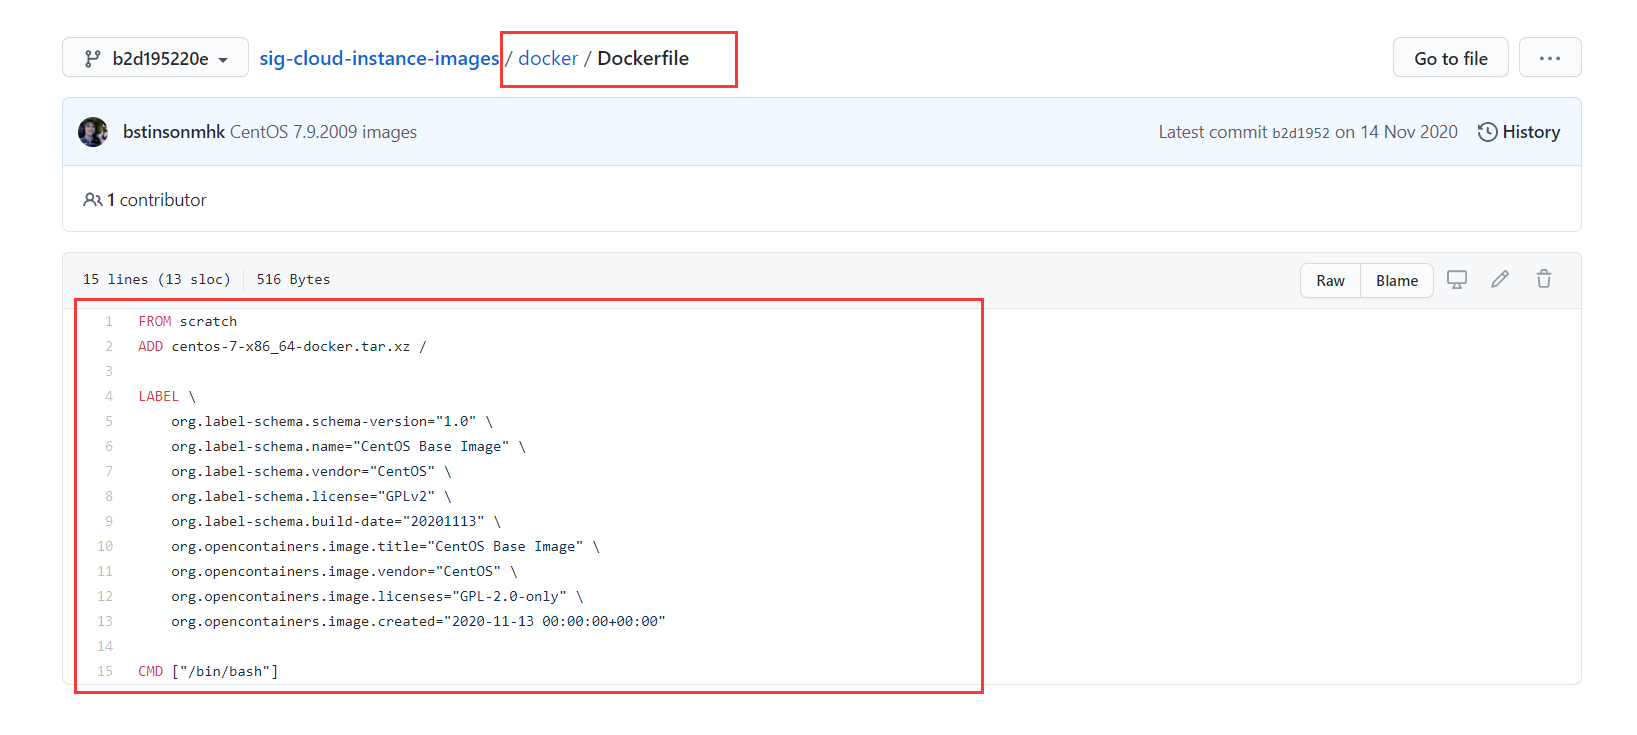 b2d195220e sig-cloud-instance-images / docker / Dockerfile Go to file ...
bstinsonmhk CentOS 7.9.2009 images Latest commit b2d1952 on 14 Nov 2020 History
1 contributor
15 lines (13 sloc) 516 Bytes Raw Blame
1 FROM scratch
2 ADD centos-7-x86_64-docker.tar.xz /
3
4 LABEL \
5 org.label-schema.schema-version="1.0" \
6 org.label-schema.name="CentOS Base Image" \
7 org.label-schema.vendor="CentOS" \
8 org.label-schema.license="GPLv2" \
9 org.label-schema.build-date="20201113" \
10 org.opencontainers.image.title="CentOS Base Image" \
11 org.opencontainers.image.vendor="CentOS" \
12 org.opencontainers.image.licenses="GPL-2.0-only" \
13 org.opencontainers.image.created="2020-11-13 00:00:00+00:00"
14
15 CMD ["/bin/bash"]